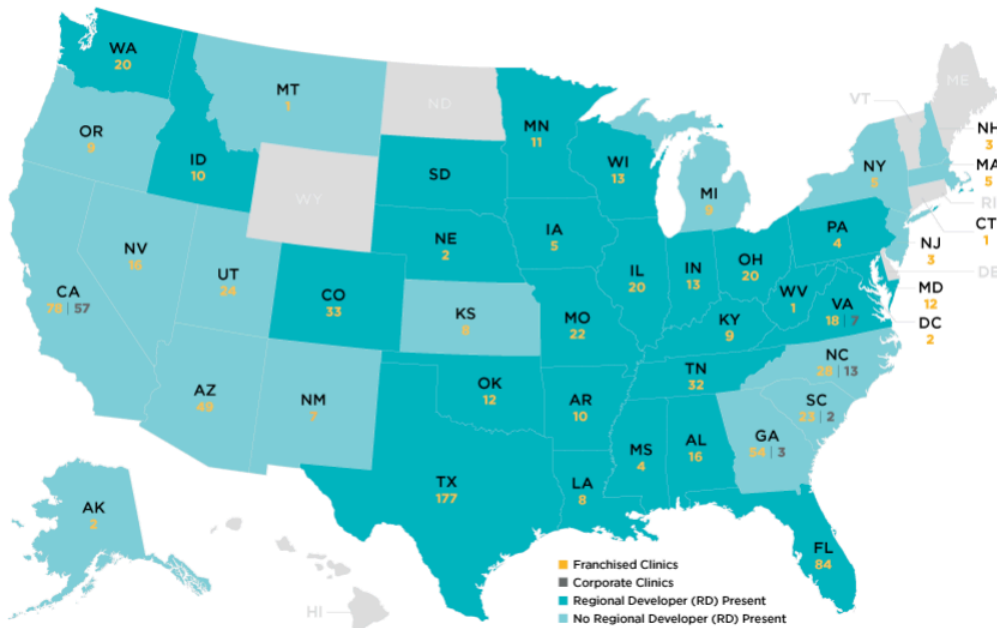 WA
20
MT
1
ND
VT
ME
OR
9
ID
10
MN
11
NH
3
SD
WI
13
NY
5
MA
5
WY
MI
9
RI
CT
1
NE
2
IA
5
PA
4
NJ
3
NV
16
UT
24
CO
33
IL
20
IN
13
OH
20
DE
MD
12
CA
78 | 57
KS
8
MO
22
WV
1
VA
18 | 7
DC
2
KY
9
NC
28 | 13
AZ
49
NM
7
OK
12
AR
10
TN
32
SC
23 | 2
GA
54 | 3
MS
4
AL
16
TX
177
LA
8
AK
2
FL
84
HI
Franchised Clinics
Corporate Clinics
Regional Developer (RD) Present
No Regional Developer (RD) Present